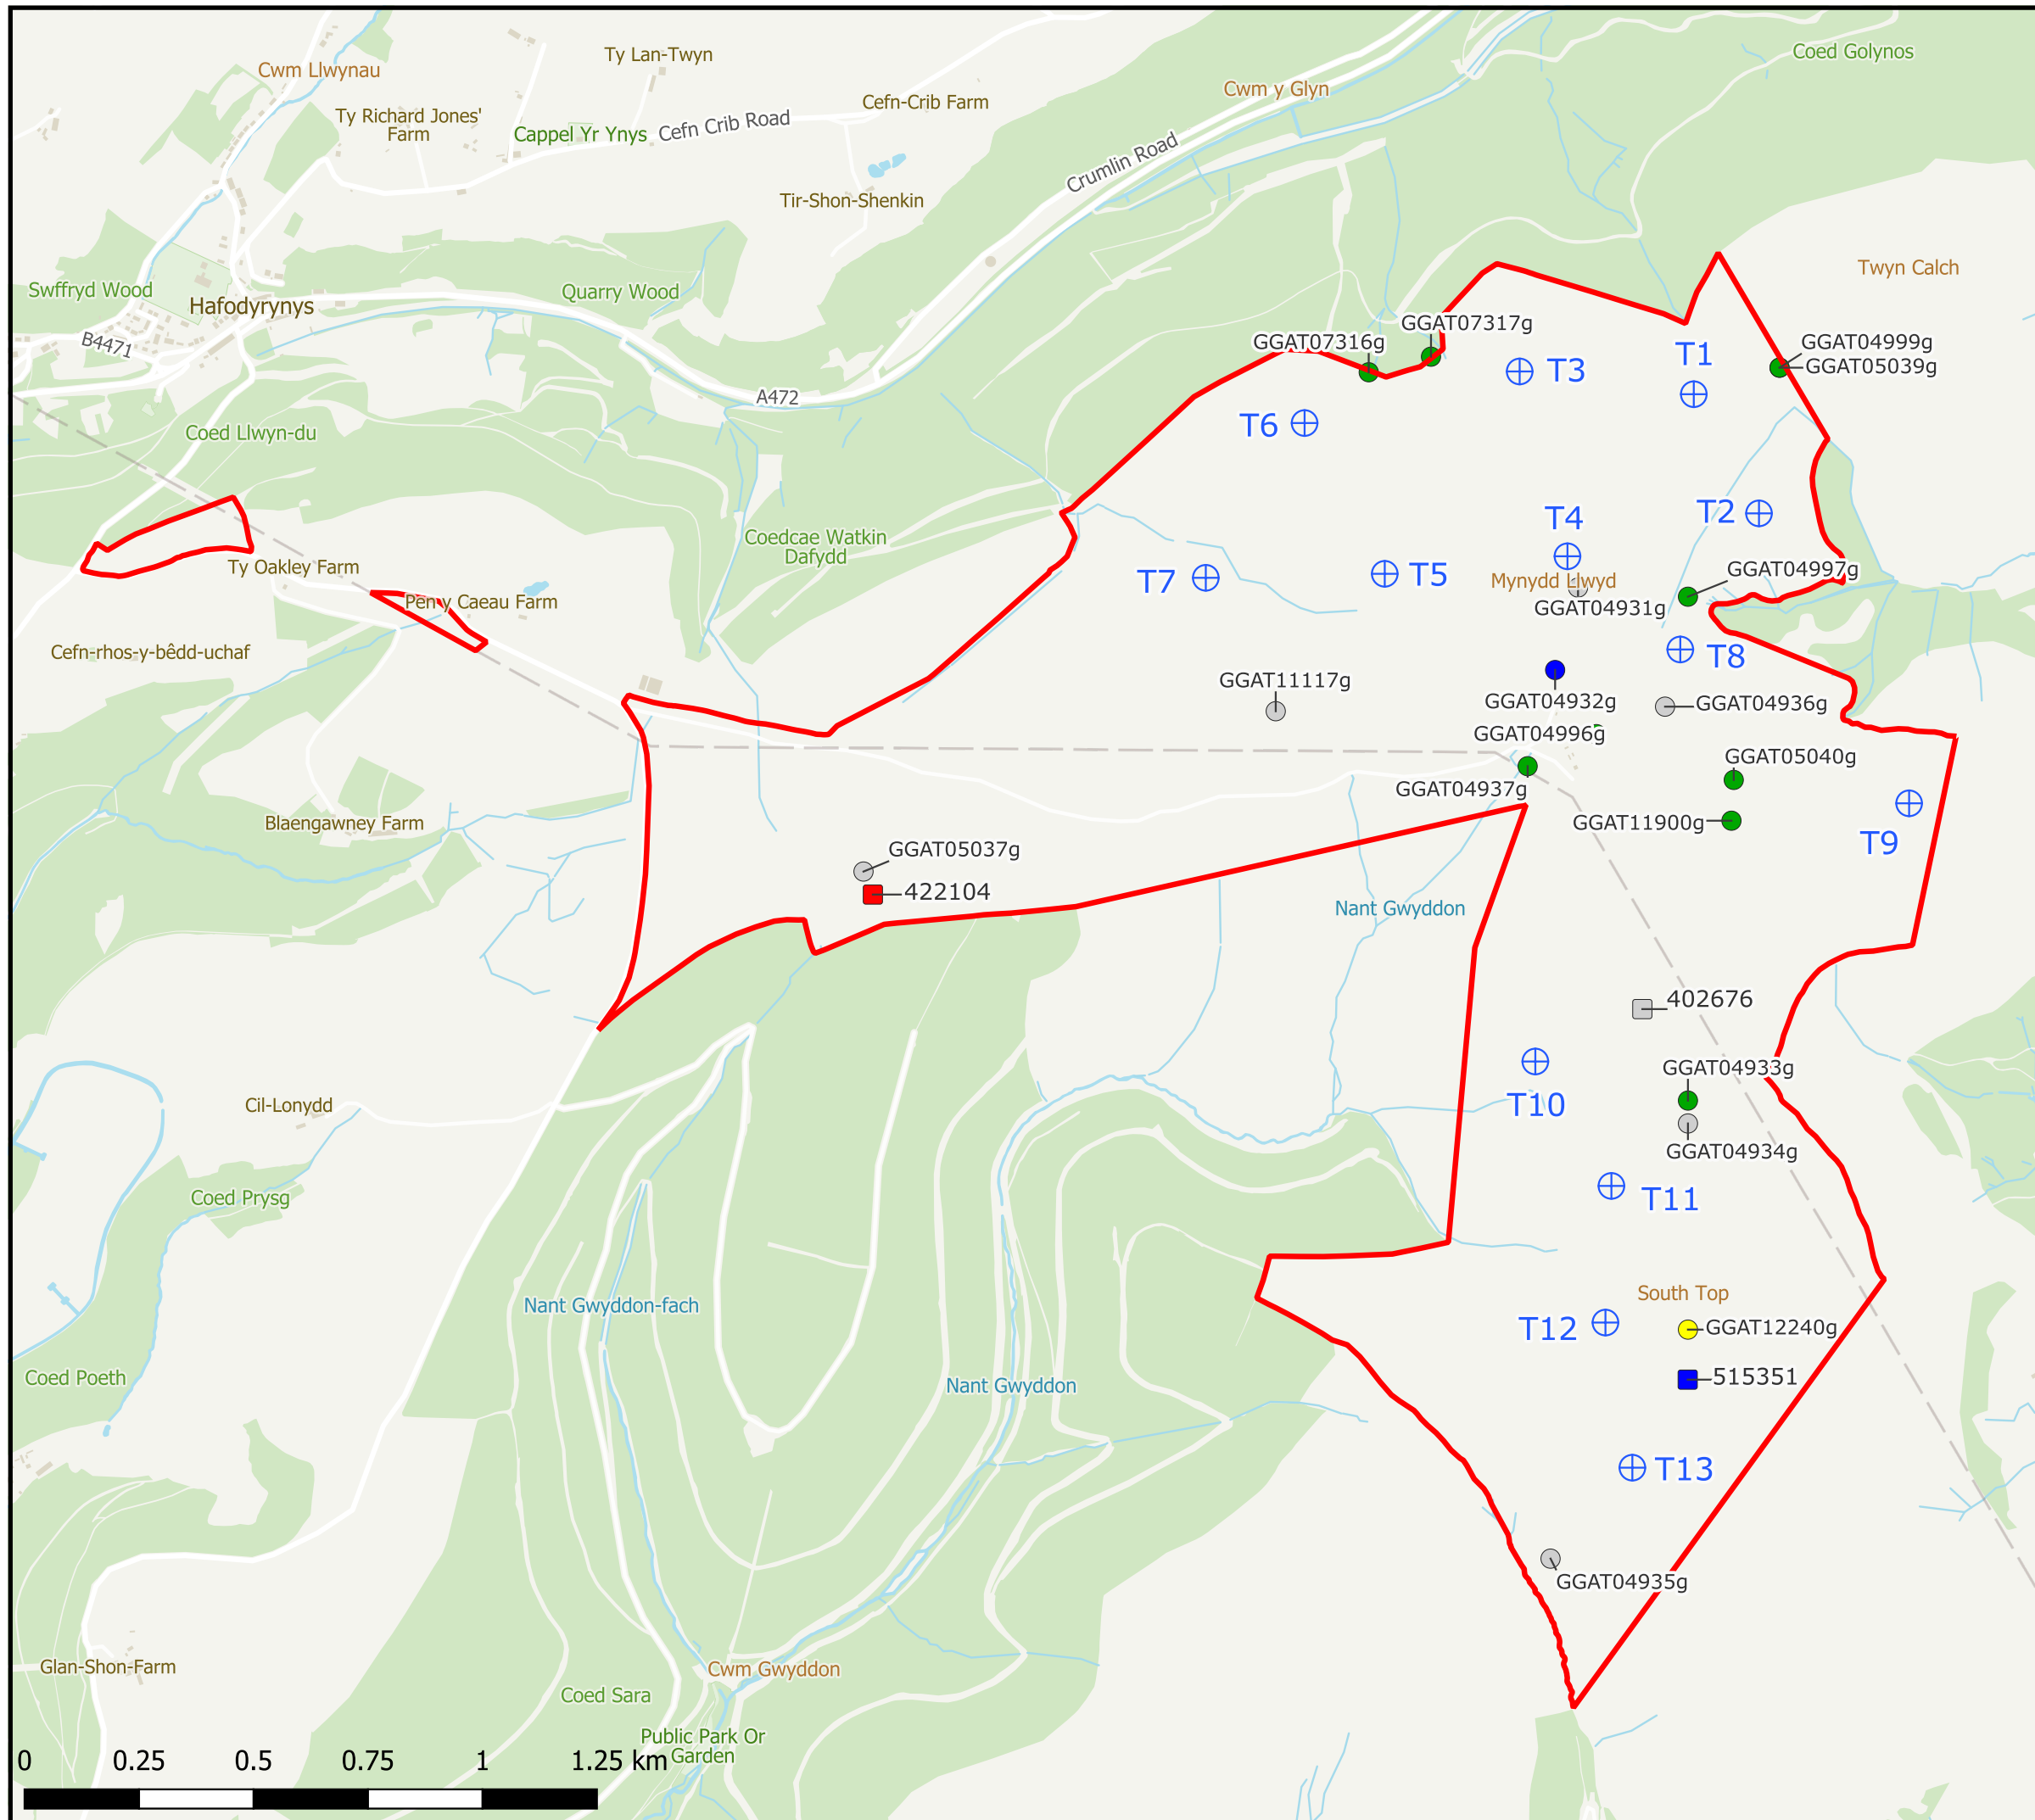 Coed Golynos
Ty Lan-Twyn
Cwm Llwynau
Cwm y Glyn
Cefn-Crib Farm
Ty Richard Jones'
Farm
Cappel Yr Ynys
Cefn Crib Road
Crumlin Road
Tir-Shon-Shenkin
Twyn Calch
Swffryd Wood
Quarry Wood
Hafodyrynys
B4471
GGAT07317g
GGAT07316g
GGAT04999g
GGAT05039g
T1
T3
A472
T6
Coed Llwyn-du
T2
T4
Coedcae Watkin
Dafydd
Ty Oakley Farm
T7
T5
Mynydd Llwyd
GGAT04997g
Pen y Caeau Farm
GGAT04931g
Cefn-rhos-y-bêdd-uchaf
T8
GGAT11117g
GGAT04932g
GGAT04936g
GGAT04996g
GGAT05040g
GGAT04937g
Blaengawney Farm
GGAT11900g
T9
GGAT05037g
422104
Nant Gwyddon
402676
GGAT04933g
Cil-Lonydd
T10
GGAT04934g
Coed Prysg
T11
South Top
Nant Gwyddon-fach
T12
GGAT12240g
Coed Poeth
Nant Gwyddon
515351
T13
GGAT04935g
Glan-Shon-Farm
Cwm Gwyddon
Coed Sara
Public Park Or
Garden
0 0.25 0.5 0.75 1 1.25 km